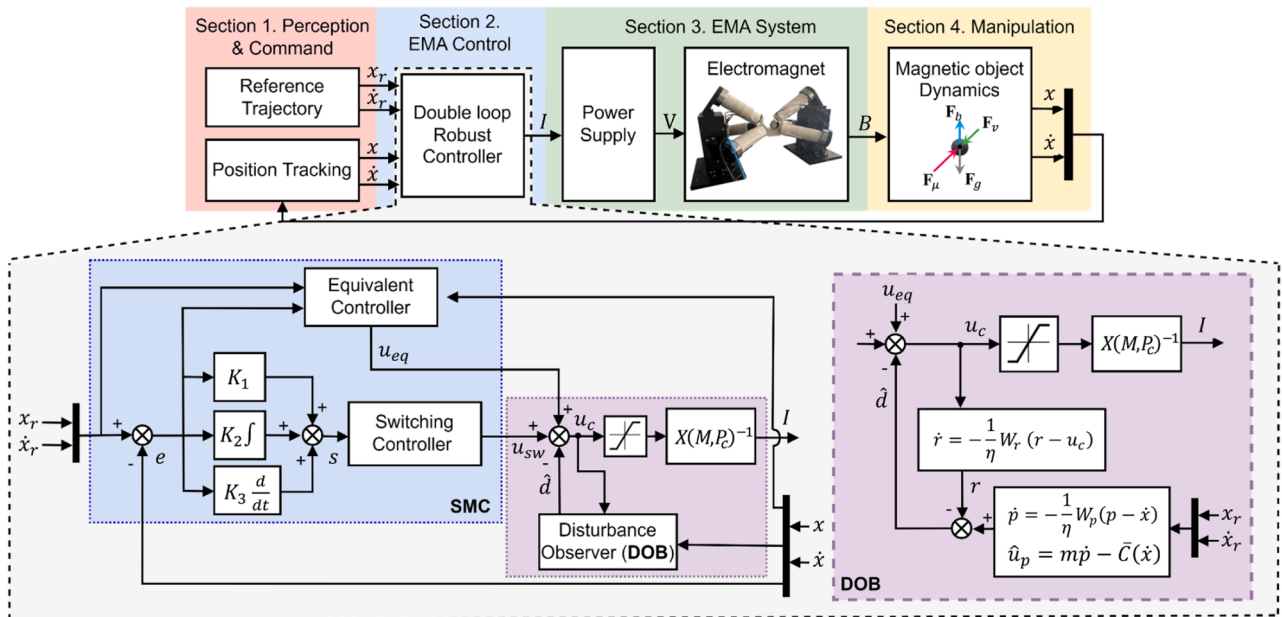 Section 1. Perception
& Command
Section 2.
EMA Control
Section 3. EMA System
Section 4. Manipulation
Reference
Trajectory
x_r
ẋ_r
Position Tracking
x
ẋ
Double loop
Robust
Controller
I
Power
Supply
V
Electromagnet
B
Magnetic object
Dynamics
F_b
F_v
F_μ
F_g
x
ẋ
Equivalent
Controller
u_eq
K_1
K_2 ∫
K_3 d/dt
x_r
ẋ_r
+
-
e
+
+
+
s
Switching
Controller
SMC
+
u_sw
+
-
u_c
d̂
X(M,P_c)^{-1}
I
Disturbance
Observer (DOB)
x
ẋ
u_eq
+
+
-
u_c
X(M,P_c)^{-1}
I
d̂
ṙ = -1/η W_r (r - u_c)
r
-
+
ṗ = -1/η W_p(p - ẋ)
û_p = mṗ - C̄(ẋ)
x_r
ẋ_r
DOB